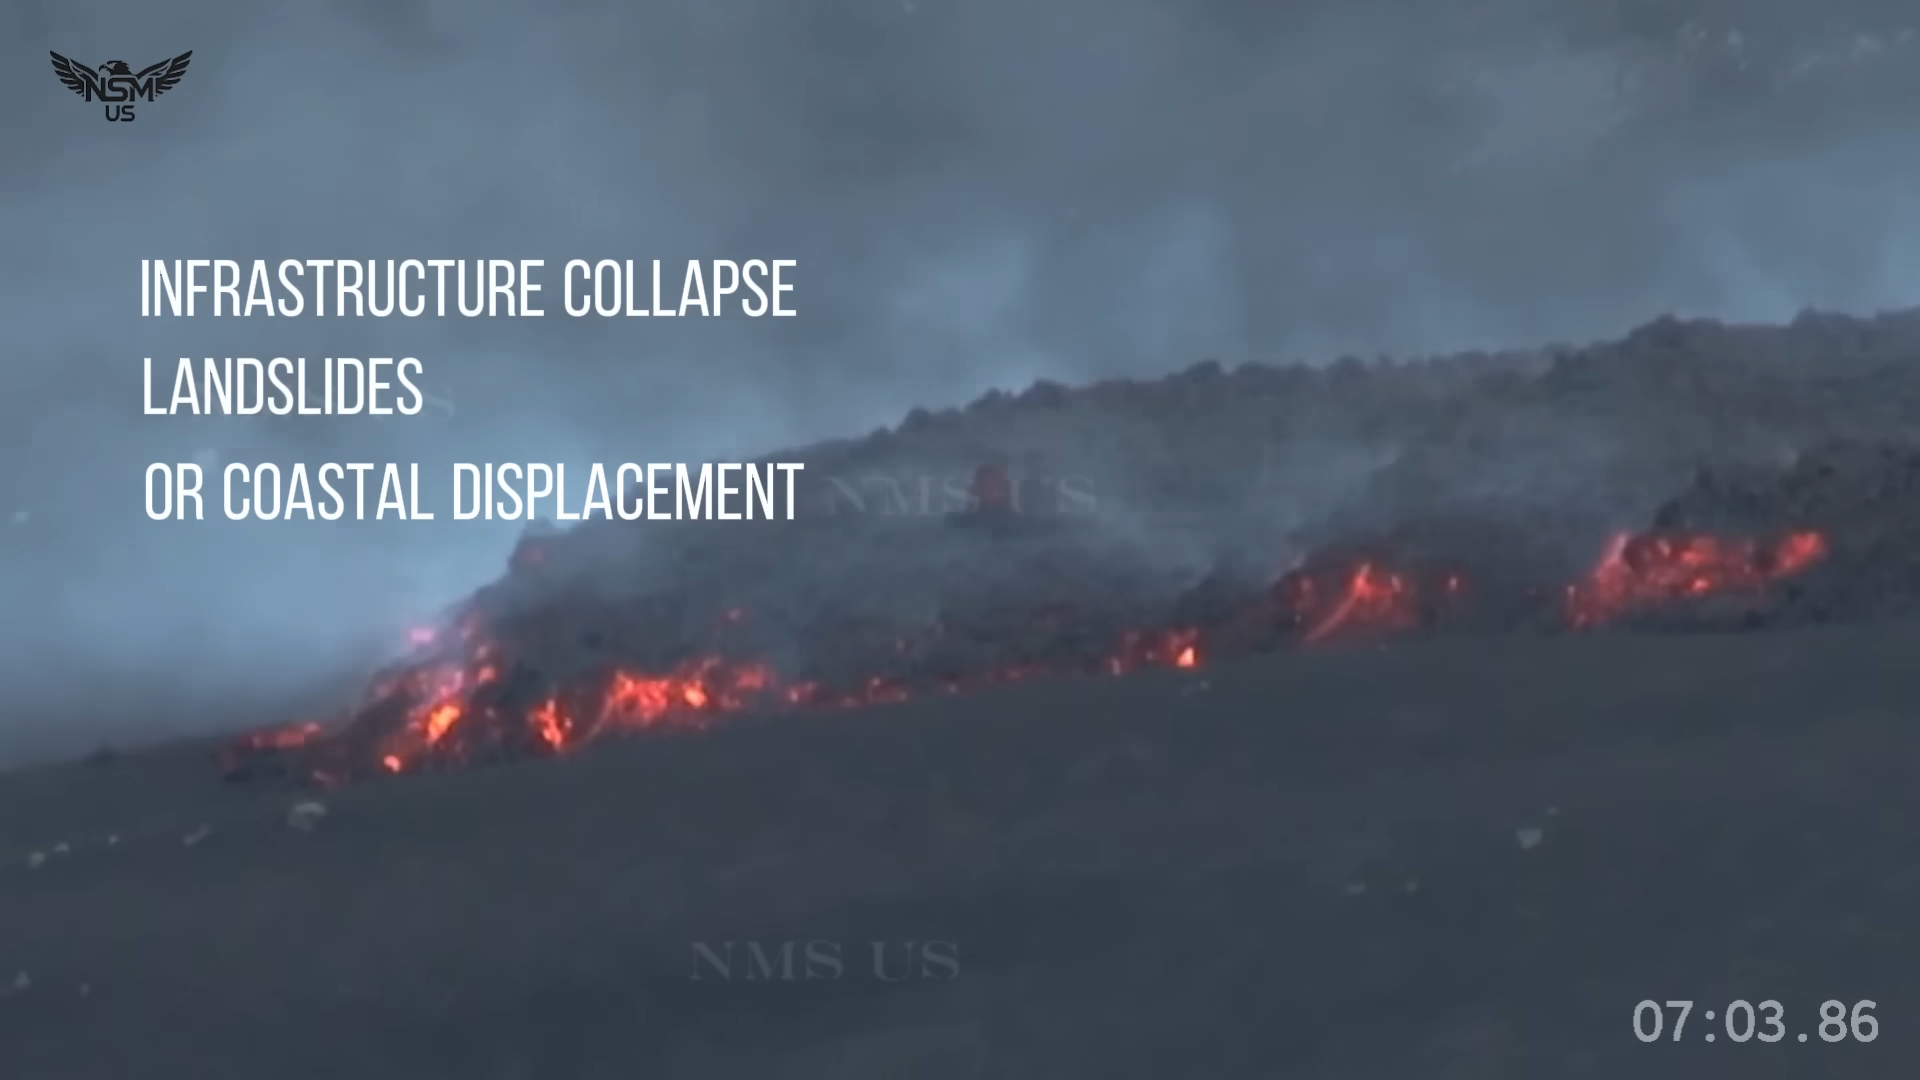 NSM
US
INFRASTRUCTURE COLLAPSE
LANDSLIDES
OR COASTAL DISPLACEMENT
NMS US
NMS US
07:03.86